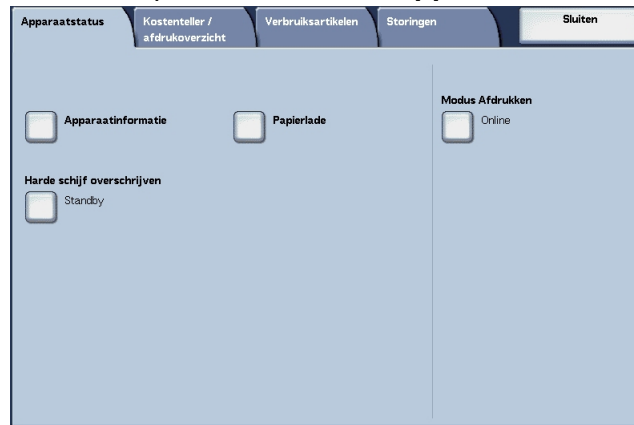 Apparaatstatus
Kostenteller /
afdrukoverzicht
Verbruiksartikelen
Storingen
Sluiten
Apparaatinformatie
Papierlade
Modus Afdrukken
Online
Harde schijf overschrijven
Standby